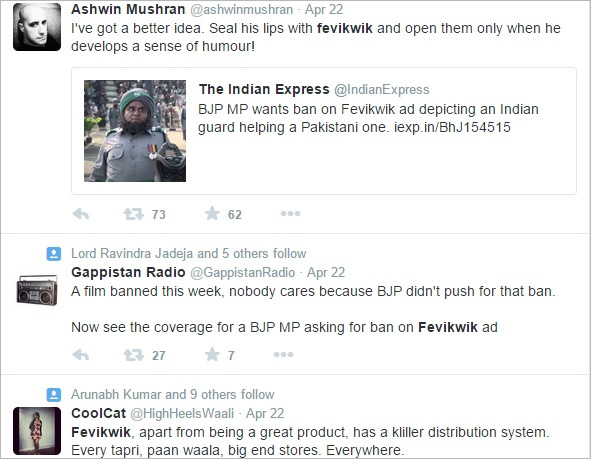 Ashwin Mushran @ashwinmushran · Apr 22
I've got a better idea. Seal his lips with fevikwik and open them only when he
develops a sense of humour!
The Indian Express @IndianExpress
BJP MP wants ban on Fevikwik ad depicting an Indian
guard helping a Pakistani one. iexp.in/BhJ154515
73 62
Lord Ravindra Jadeja and 5 others follow
Gappistan Radio @GappistanRadio · Apr 22
A film banned this week, nobody cares because BJP didn't push for that ban.
Now see the coverage for a BJP MP asking for ban on Fevikwik ad
27 7
Arunabh Kumar and 9 others follow
CoolCat @HighHeelsWaali · Apr 22
Fevikwik, apart from being a great product, has a kliller distribution system.
Every tapri, paan waala, big end stores. Everywhere.